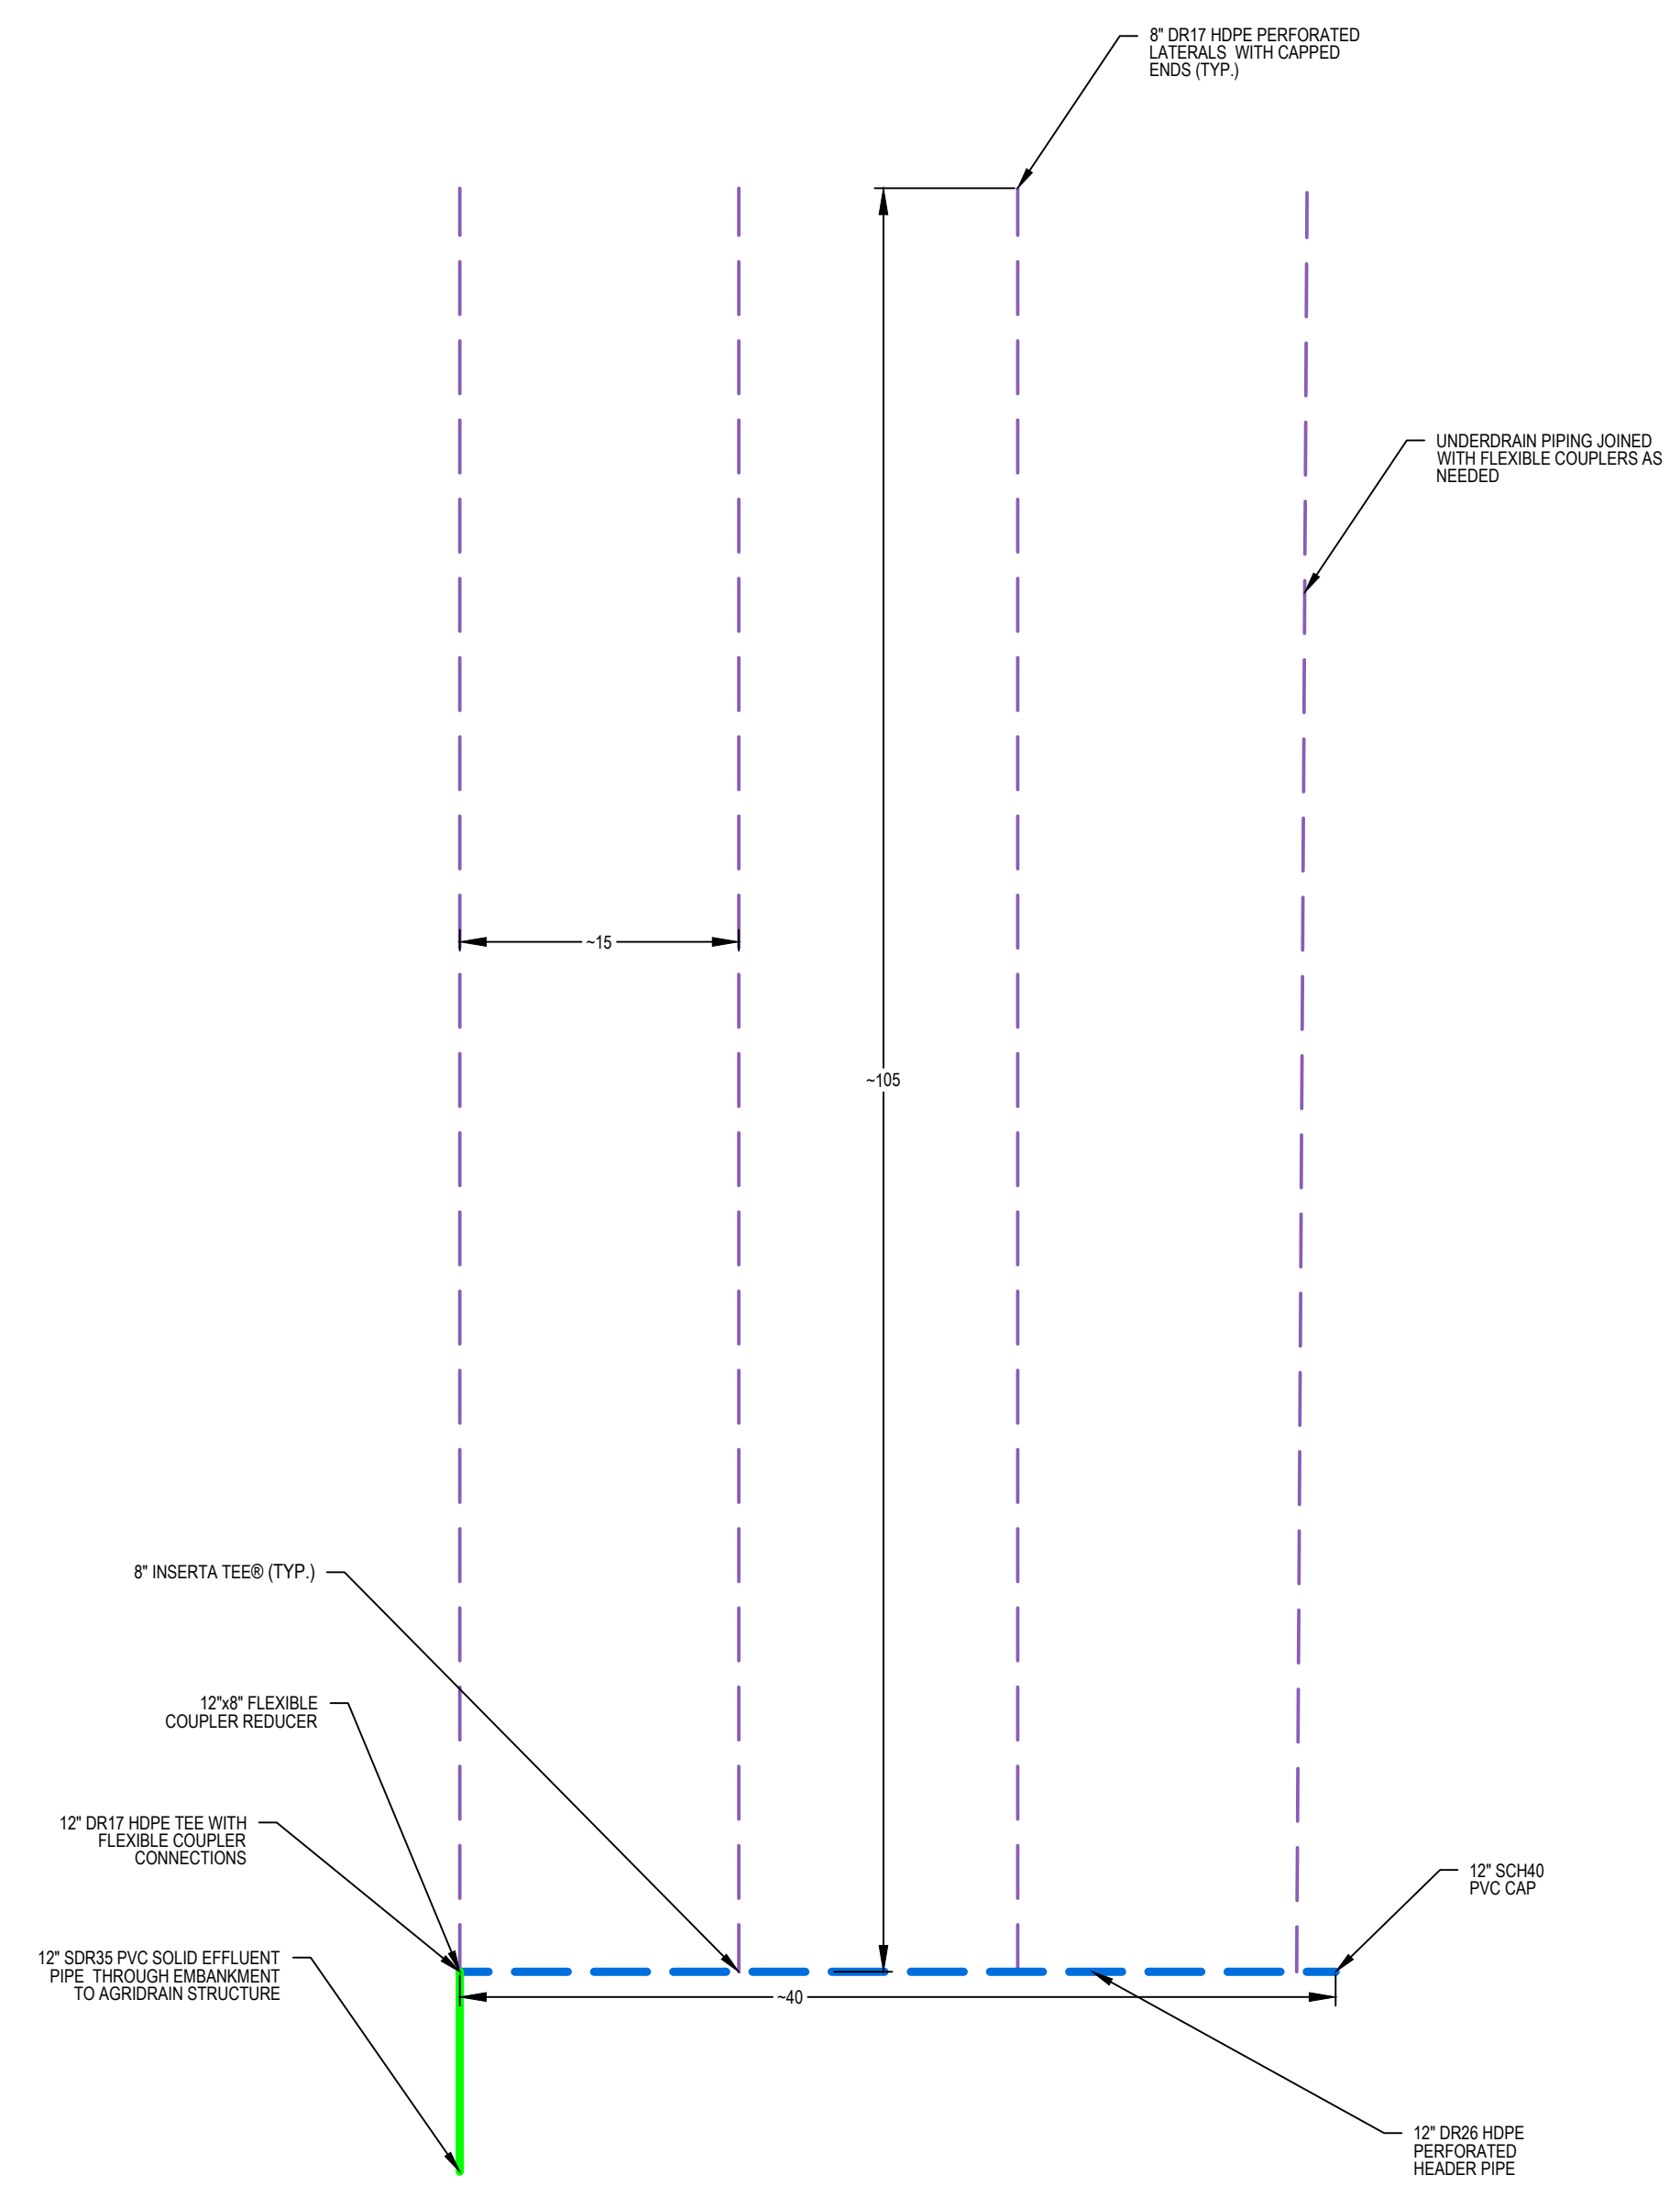 8" DR17 HDPE PERFORATED
LATERALS WITH CAPPED
ENDS (TYP.)
UNDERDRAIN PIPING JOINED
WITH FLEXIBLE COUPLERS AS
NEEDED
~15
~105
8" INSERTA TEE® (TYP.)
12"x8" FLEXIBLE
COUPLER REDUCER
12" DR17 HDPE TEE WITH
FLEXIBLE COUPLER
CONNECTIONS
12" SCH40
PVC CAP
12" SDR35 PVC SOLID EFFLUENT
PIPE THROUGH EMBANKMENT
TO AGRIDRAIN STRUCTURE
~40
12" DR26 HDPE
PERFORATED
HEADER PIPE